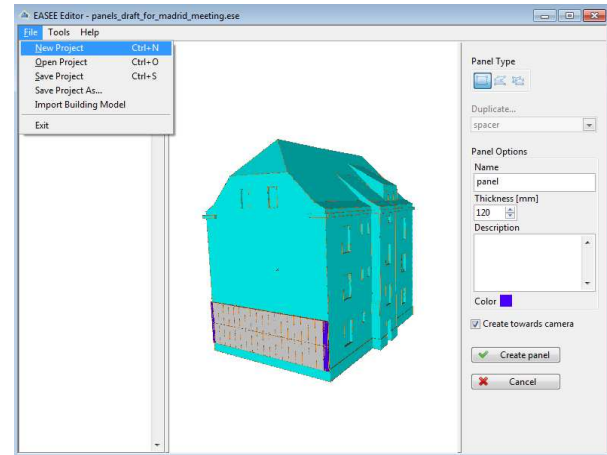 EASEE Editor - panels_draft_for_madrid_meeting.ese
File Tools Help
New Project Ctrl+N
Open Project Ctrl+O
Save Project Ctrl+S
Save Project As...
Import Building Model
Exit
Panel Type
Duplicate...
spacer
Panel Options
Name
panel
Thickness [mm]
120
Description
Color
Create towards camera
Create panel
Cancel